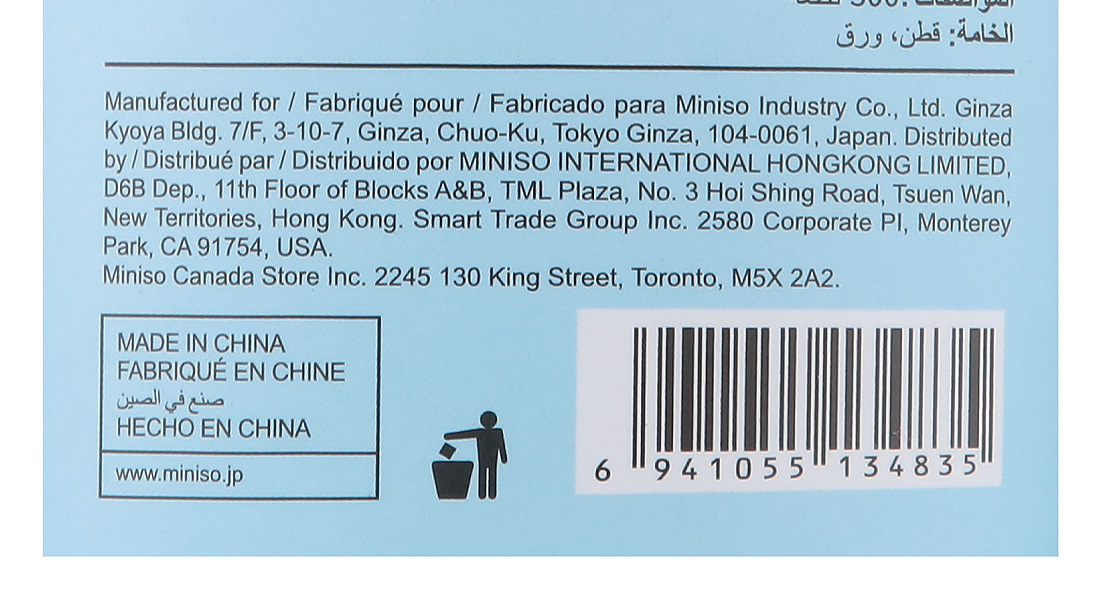 الخامة: قطن، ورق
Manufactured for / Fabriqué pour / Fabricado para Miniso Industry Co., Ltd. Ginza
Kyoya Bldg. 7/F, 3-10-7, Ginza, Chuo-Ku, Tokyo Ginza, 104-0061, Japan. Distributed
by / Distribué par / Distribuido por MINISO INTERNATIONAL HONGKONG LIMITED,
D6B Dep., 11th Floor of Blocks A&B, TML Plaza, No. 3 Hoi Shing Road, Tsuen Wan,
New Territories, Hong Kong. Smart Trade Group Inc. 2580 Corporate Pl, Monterey
Park, CA 91754, USA.
Miniso Canada Store Inc. 2245 130 King Street, Toronto, M5X 2A2.
MADE IN CHINA
FABRIQUÉ EN CHINE
صنع في الصين
HECHO EN CHINA
www.miniso.jp
6 941055 134835